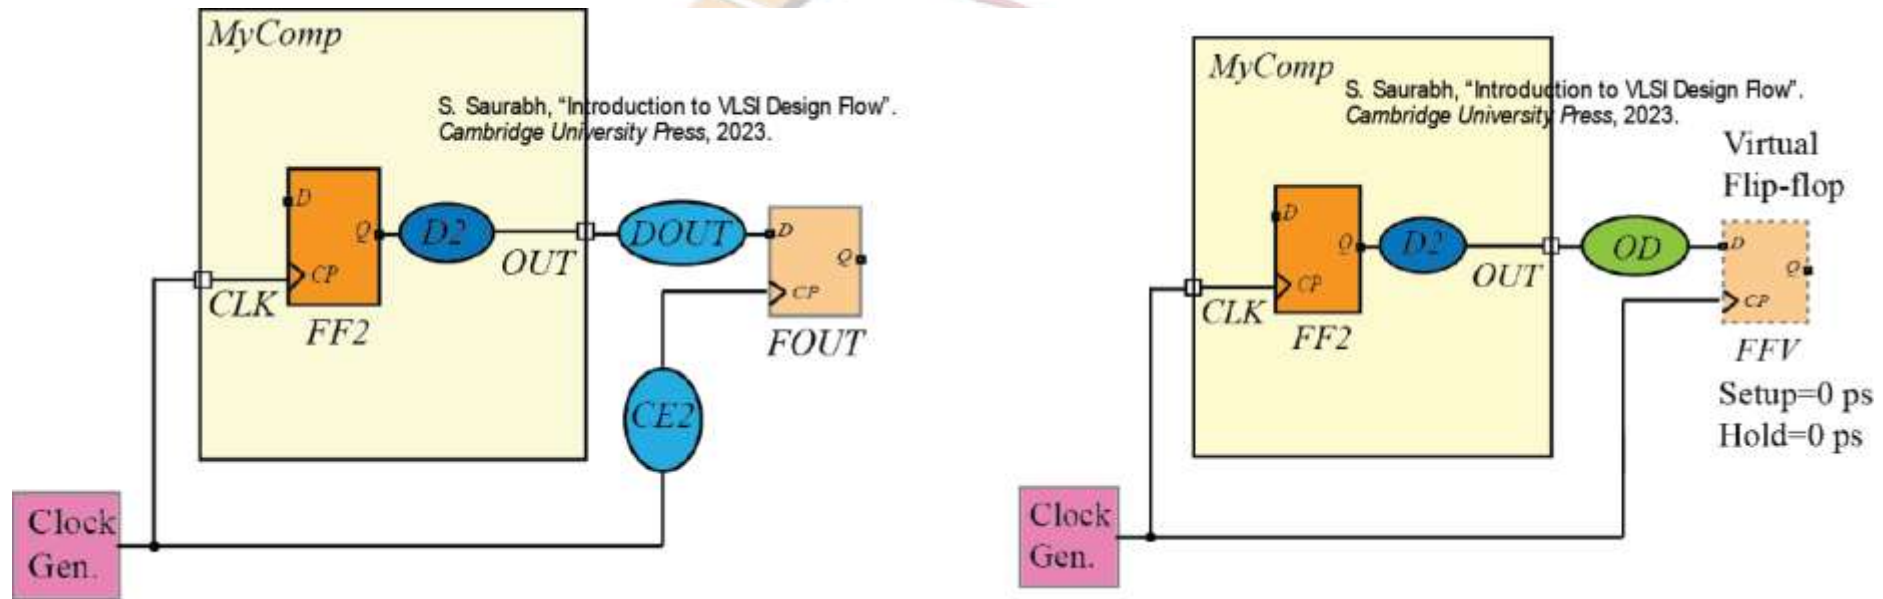 MyComp
S. Saurabh, “Introduction to VLSI Design Flow”.
Cambridge University Press, 2023.
D
Q
CP
FF2
D2
OUT
CLK
DOUT
D
Q
CP
FOUT
CE2
Clock
Gen.
MyComp
S. Saurabh, “Introduction to VLSI Design Flow”.
Cambridge University Press, 2023.
Virtual
Flip-flop
D
Q
CP
FF2
D2
OUT
CLK
OD
D
Q
CP
FFV
Setup=0 ps
Hold=0 ps
Clock
Gen.